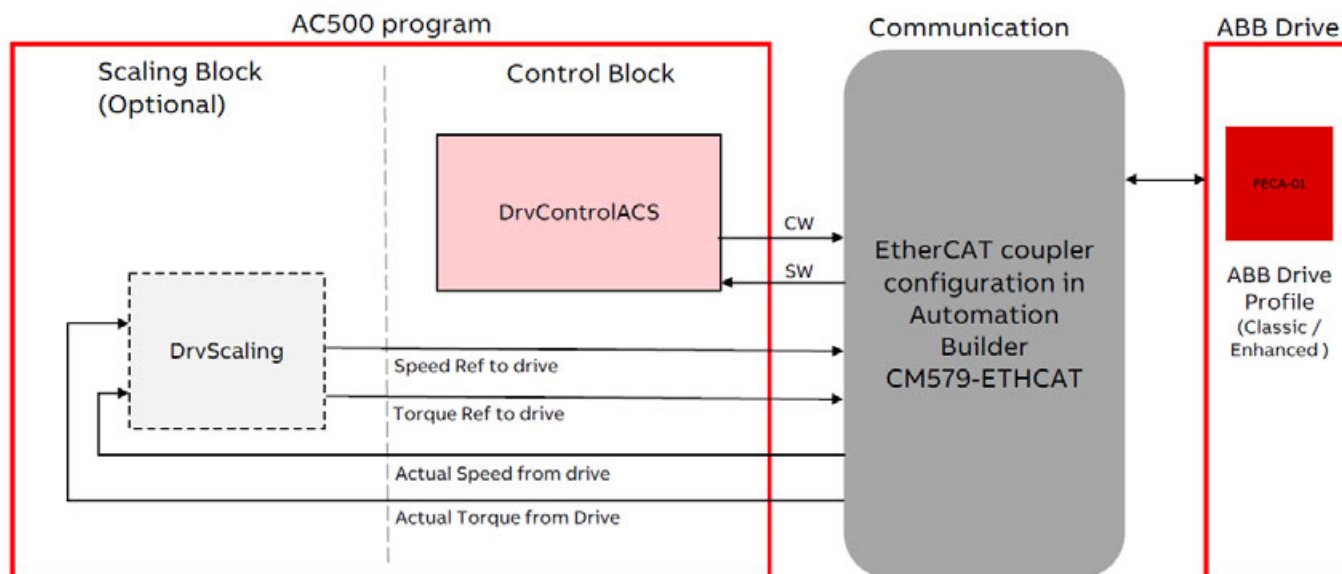 AC500 program
Communication
ABB Drive
Scaling Block
(Optional)
Control Block
DrvControlACS
CW
SW
DrvScaling
Speed Ref to drive
Torque Ref to drive
Actual Speed from drive
Actual Torque from Drive
EtherCAT coupler
configuration in
Automation
Builder
CM579-ETHCAT
FECA-01
ABB Drive
Profile
(Classic /
Enhanced )